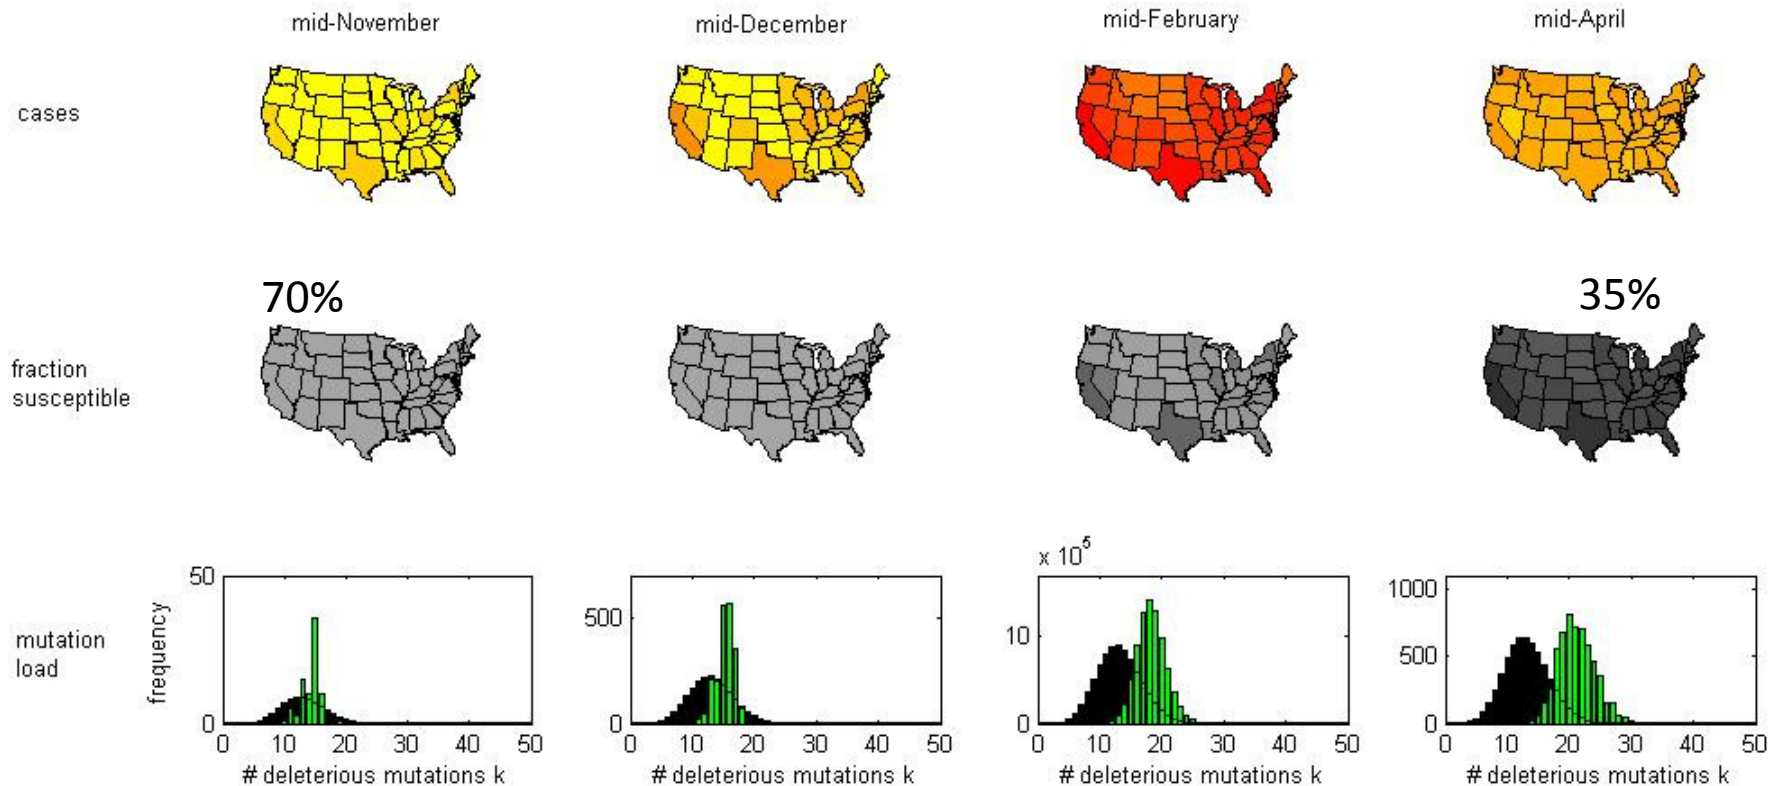 mid-November
mid-December
mid-February
mid-April
cases
70%
35%
fraction
susceptible
mutation
load
frequency
50
0
0
10
20
30
40
50
# deleterious mutations k
500
0
0
10
20
30
40
50
# deleterious mutations k
x 10^5
10
0
0
10
20
30
40
50
# deleterious mutations k
1000
500
0
0
10
20
30
40
50
# deleterious mutations k